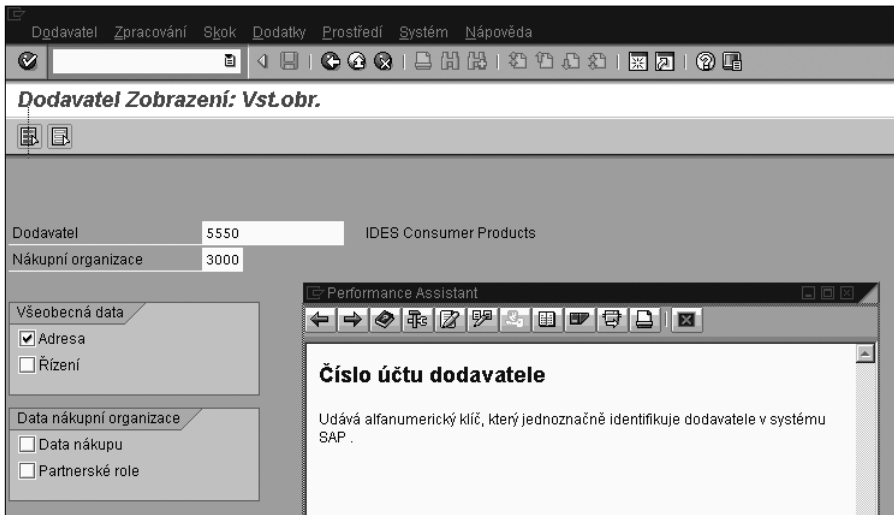 Dodavatel Zpracování Skok Dodatky Prostředí Systém Nápověda
Dodavatel Zobrazení: Vst.obr.
Dodavatel 5550 IDES Consumer Products
Nákupní organizace 3000
Performance Assistant
Všeobecná data
Adresa
Řízení
Číslo účtu dodavatele
Udává alfanumerický klíč, který jednoznačně identifikuje dodavatele v systému
SAP .
Data nákupní organizace
Data nákupu
Partnerské role